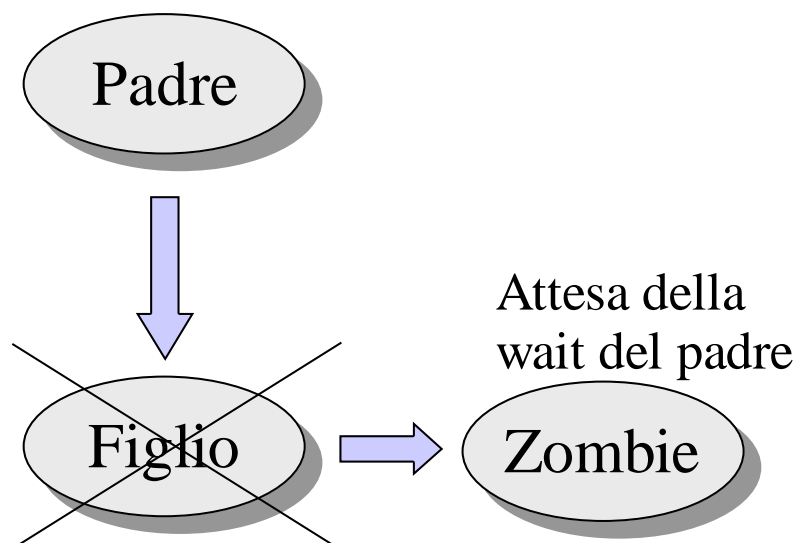 Padre
Attesa della
wait del padre
Figlio
Zombie